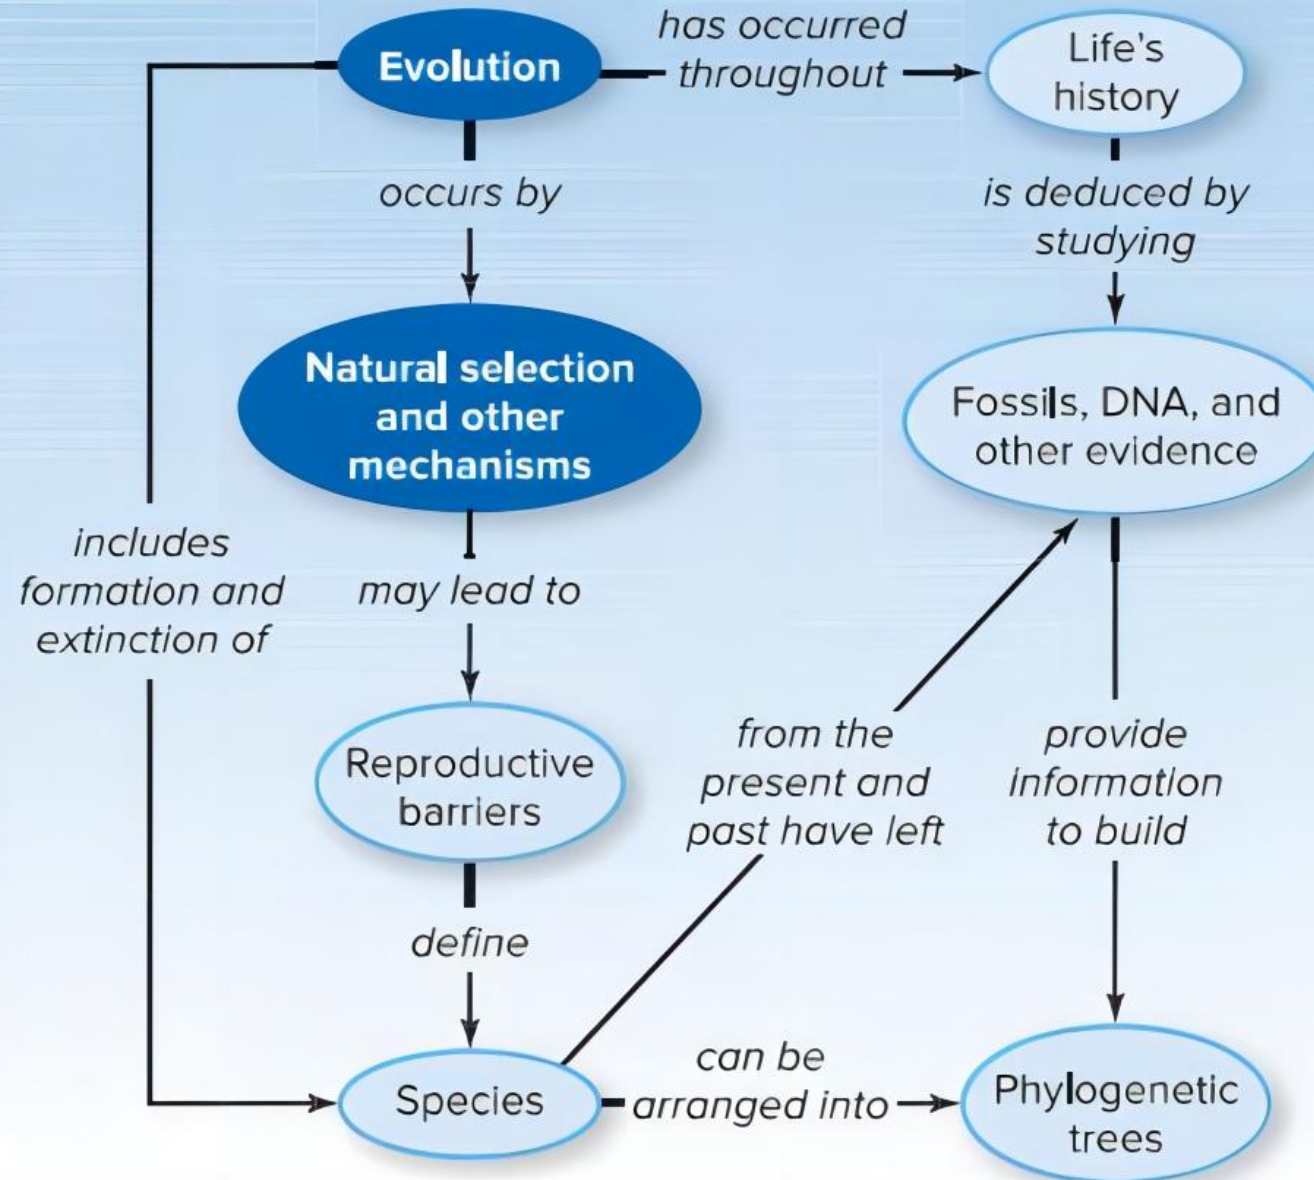 Evolution
has occurred
throughout
Life's
history
occurs by
is deduced by
studying
Natural selection
and other
mechanisms
Fossils, DNA, and
other evidence
includes
formation and
extinction of
may lead to
Reproductive
barriers
from the
present and
past have left
provide
information
to build
define
Species
can be
arranged into
Phylogenetic
trees